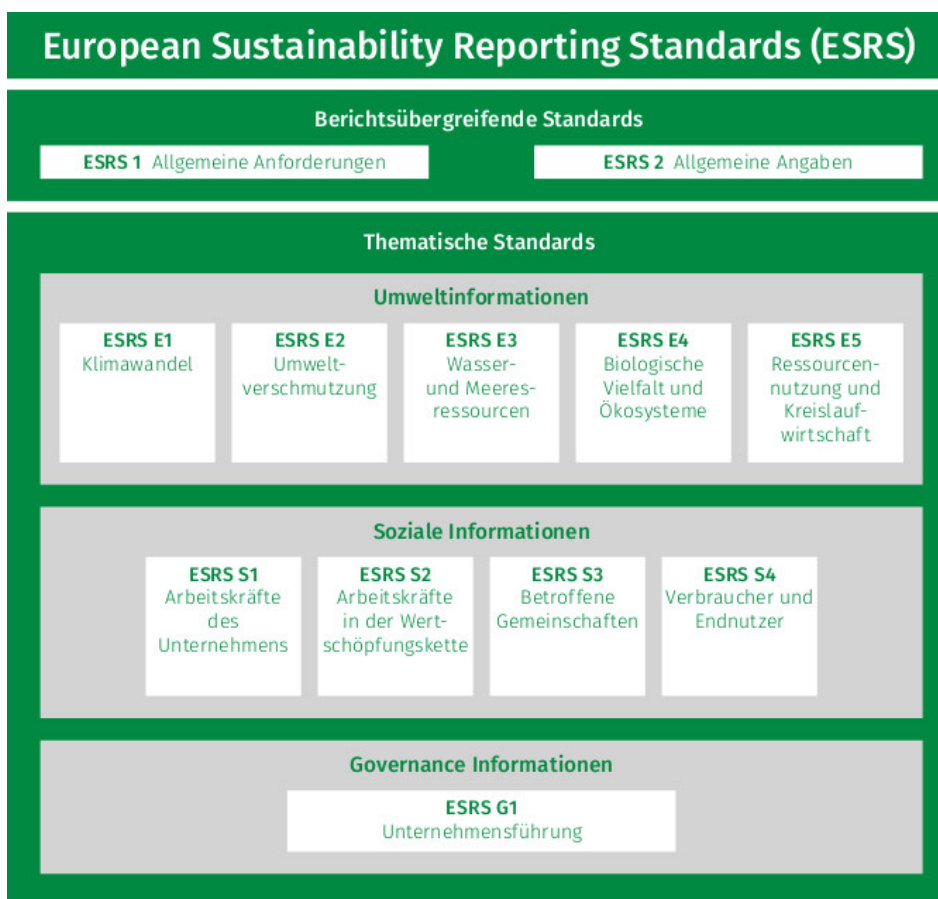 European Sustainability Reporting Standards (ESRS)
Berichtsübergreifende Standards
ESRS 1 Allgemeine Anforderungen
ESRS 2 Allgemeine Angaben
Thematische Standards
Umweltinformationen
ESRS E1
Klimawandel
ESRS E2
Umwelt-
verschmutzung
ESRS E3
Wasser-
und Meeres-
ressourcen
ESRS E4
Biologische
Vielfalt und
Ökosysteme
ESRS E5
Ressourcen-
nutzung und
Kreislauf-
wirtschaft
Soziale Informationen
ESRS S1
Arbeitskräfte
des
Unternehmens
ESRS S2
Arbeitskräfte
in der Wert-
schöpfungskette
ESRS S3
Betroffene
Gemeinschaften
ESRS S4
Verbraucher und
Endnutzer
Governance Informationen
ESRS G1
Unternehmensführung